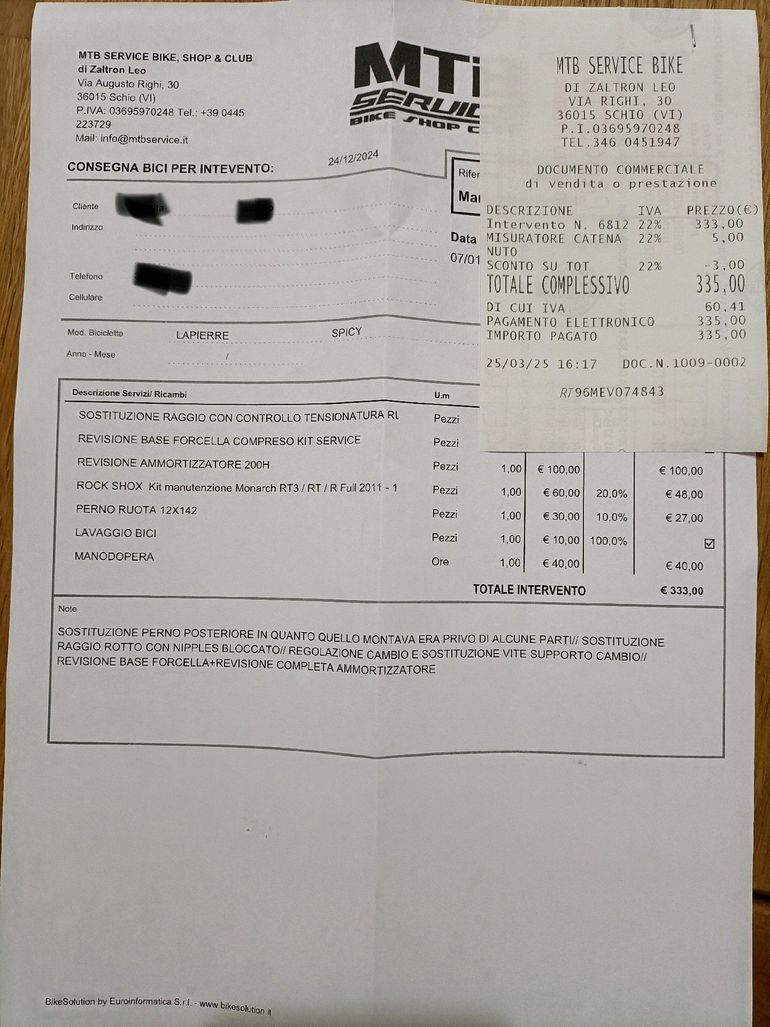 MTB SERVICE BIKE, SHOP & CLUB
di Zaltron Leo
Via Augusto Righi, 30
36015 Schio (VI)
P.IVA: 03695970248 Tel.: +39 0445
223729
Mail: info@mtbservice.it
BIKE SHOP C
CONSEGNA BICI PER INTEVENTO:
24/12/2024
Rifer
Mar
Cliente
Indirizzo
Data
07/01
Telefono
Cellulare
Mod. Bicicletta LAPIERRE SPICY
Anno - Mese /
Descrizione Servizi/ Ricambi U.m
SOSTITUZIONE RAGGIO CON CONTROLLO TENSIONATURA RU Pezzi
REVISIONE BASE FORCELLA COMPRESO KIT SERVICE Pezzi
REVISIONE AMMORTIZZATORE 200H Pezzi 1,00 € 100,00 € 100,00
ROCK SHOX Kit manutenzione Monarch RT3 / RT / R Full 2011 - 1 Pezzi 1,00 € 60,00 20,0% € 48,00
PERNO RUOTA 12X142 Pezzi 1,00 € 30,00 10,0% € 27,00
LAVAGGIO BICI Pezzi 1,00 € 10,00 100,0%
MANODOPERA Ore 1,00 € 40,00 € 40,00
TOTALE INTERVENTO € 333,00
Note
SOSTITUZIONE PERNO POSTERIORE IN QUANTO QUELLO MONTAVA ERA PRIVO DI ALCUNE PARTI// SOSTITUZIONE
RAGGIO ROTTO CON NIPPLES BLOCCATO// REGOLAZIONE CAMBIO E SOSTITUZIONE VITE SUPPORTO CAMBIO//
REVISIONE BASE FORCELLA+REVISIONE COMPLETA AMMORTIZZATORE
BikeSolution by Euroinformatica S.r.l. - www.bikesolution.it
MTB SERVICE BIKE
DI ZALTRON LEO
VIA RIGHI, 30
36015 SCHIO (VI)
P.I.03695970248
TEL.346 0451947
DOCUMENTO COMMERCIALE
di vendita o prestazione
DESCRIZIONE IVA PREZZO(€)
Intervento N. 6812 22% 333,00
MISURATORE CATENA 22% 5,00
NUTO
SCONTO SU TOT 22% -3,00
TOTALE COMPLESSIVO 335,00
DI CUI IVA 60,41
PAGAMENTO ELETTRONICO 335,00
IMPORTO PAGATO 335,00
25/03/25 16:17 DOC.N.1009-0002
RT96MEV074843